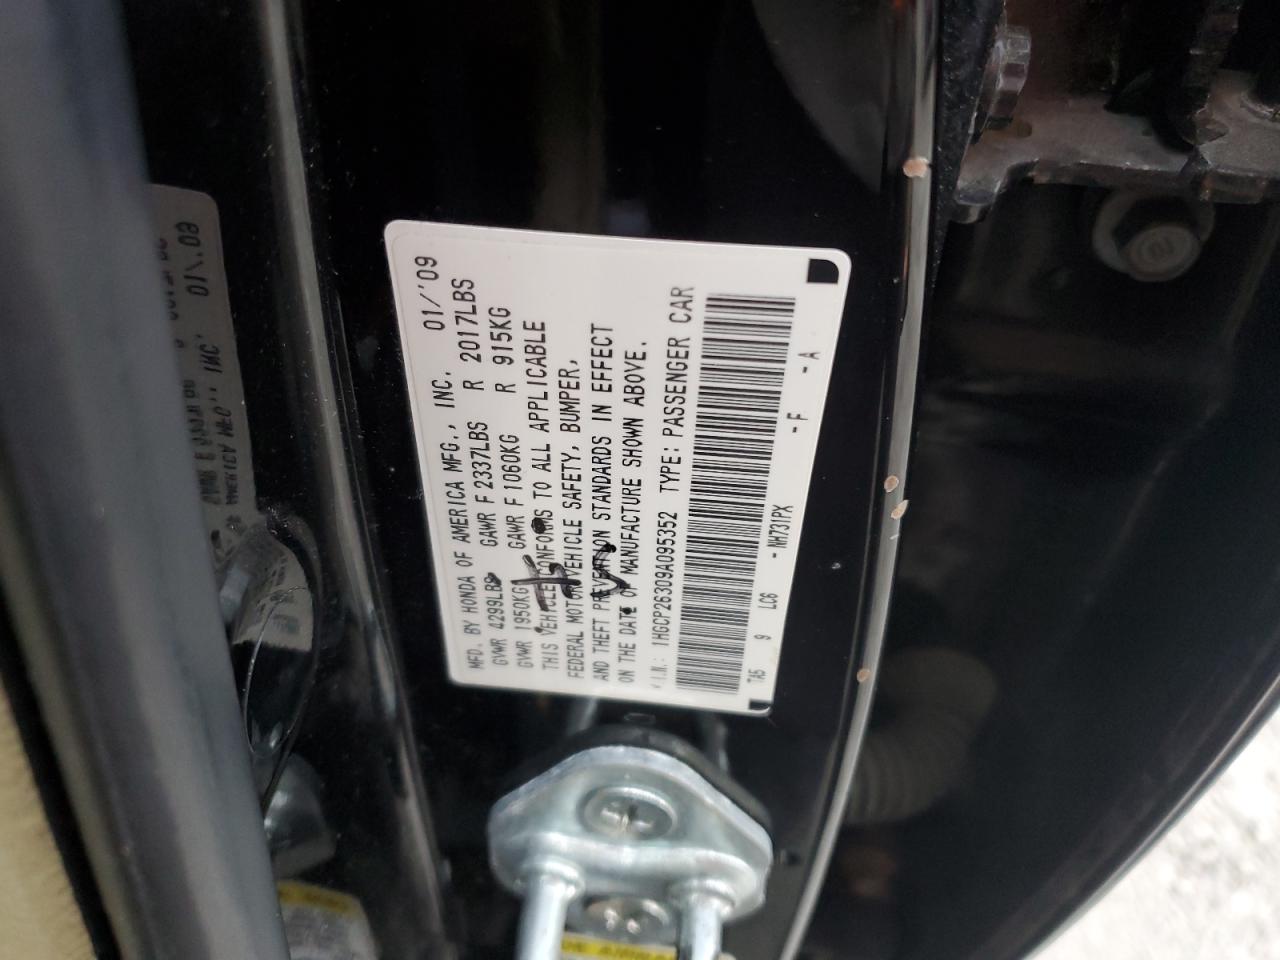 MFD. BY HONDA OF AMERICA MFG., INC. 01/'09
GVWR 4299LBS GAWR F 2337LBS R 2017LBS
GVWR 1950KG GAWR F 1060KG R 915KG
THIS VEHICLE CONFORMS TO ALL APPLICABLE
FEDERAL MOTOR VEHICLE SAFETY, BUMPER,
AND THEFT PREVENTION STANDARDS IN EFFECT
ON THE DATE OF MANUFACTURE SHOWN ABOVE.
V.I.N.: 1HGCP26309A095352 TYPE: PASSENGER CAR
TA5 9 LC6 - NH731PX - F - A